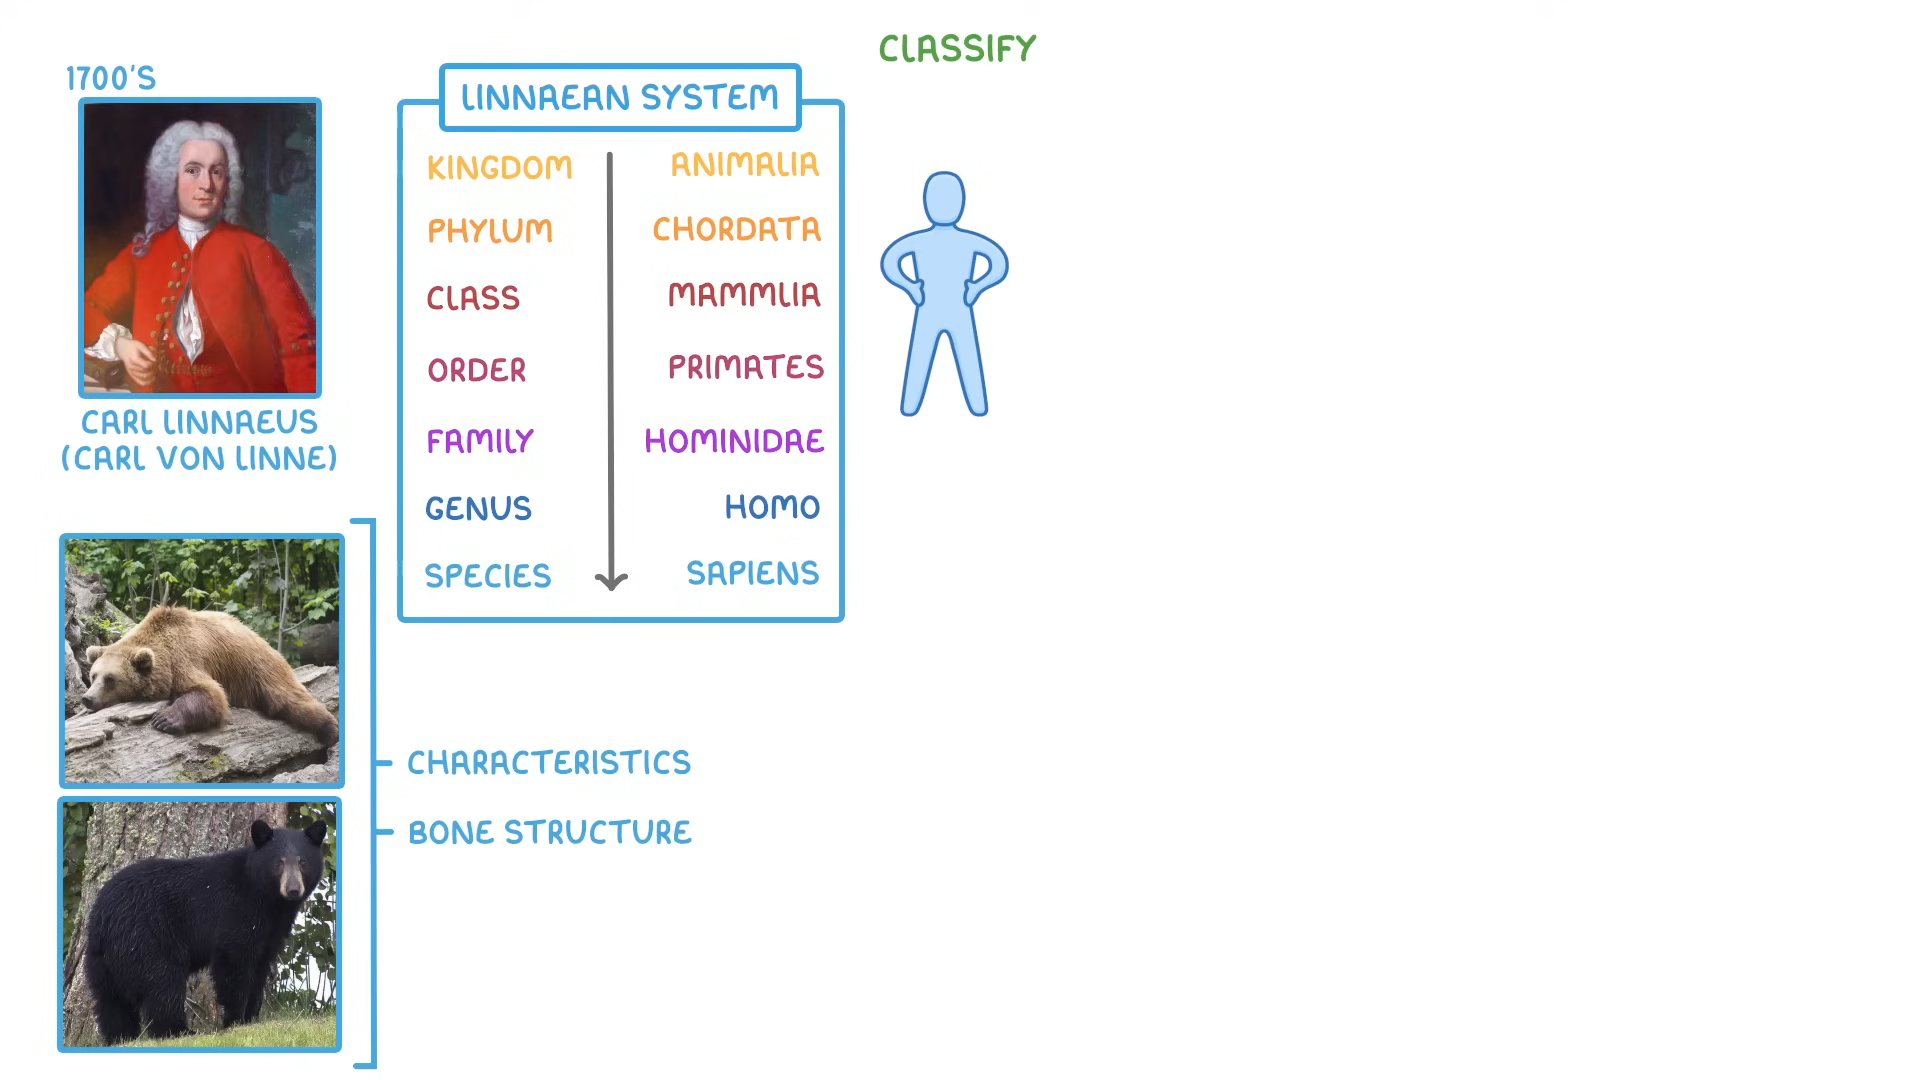 CLASSIFY
1700'S
LINNAEAN SYSTEM
KINGDOM ANIMALIA
PHYLUM CHORDATA
CLASS MAMMLIA
ORDER PRIMATES
FAMILY HOMINIDAE
GENUS HOMO
SPECIES SAPIENS
CARL LINNAEUS
(CARL VON LINNE)
CHARACTERISTICS
BONE STRUCTURE